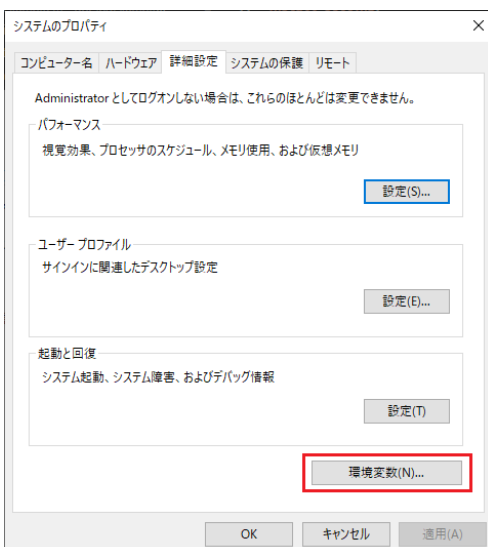 システムのプロパティ
コンピューター名 ハードウェア 詳細設定 システムの保護 リモート
Administrator としてログオンしない場合は、これらのほとんどは変更できません。
パフォーマンス
視覚効果、プロセッサのスケジュール、メモリ使用、および仮想メモリ
設定(S)...
ユーザー プロファイル
サインインに関連したデスクトップ設定
設定(E)...
起動と回復
システム起動、システム障害、およびデバッグ情報
設定(T)
環境変数(N)...
OK キャンセル 適用(A)